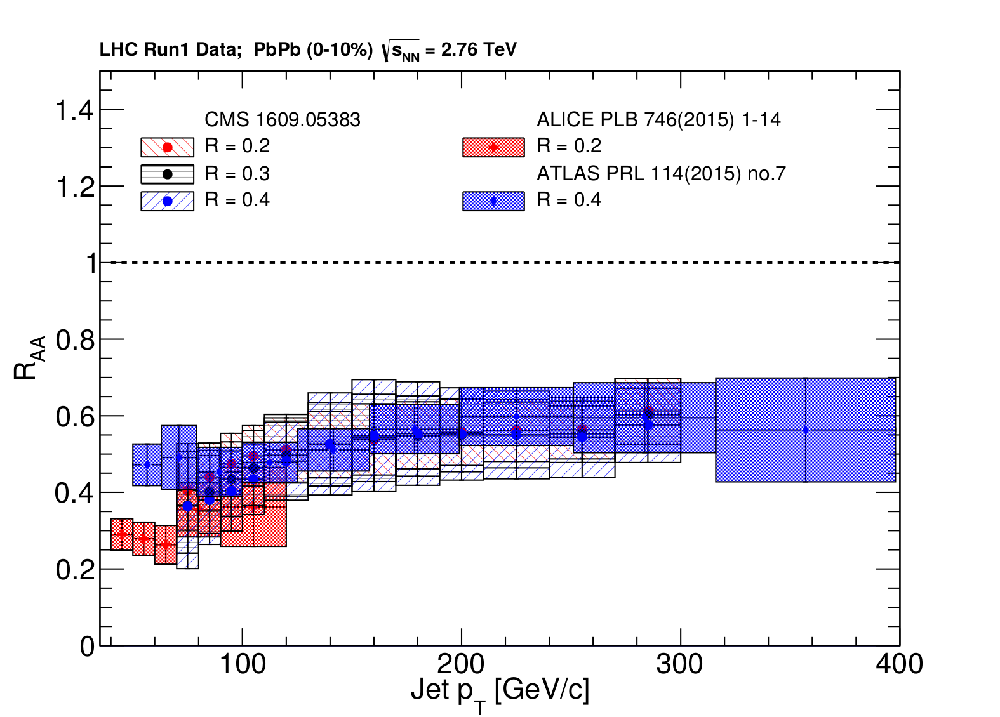 LHC Run1 Data; PbPb (0-10%) √sNN = 2.76 TeV
CMS 1609.05383
R = 0.2
R = 0.3
R = 0.4
ALICE PLB 746(2015) 1-14
R = 0.2
ATLAS PRL 114(2015) no.7
R = 0.4
RAA
1.4
1.2
1
0.8
0.6
0.4
0.2
0
100 200 300 400
Jet pT [GeV/c]